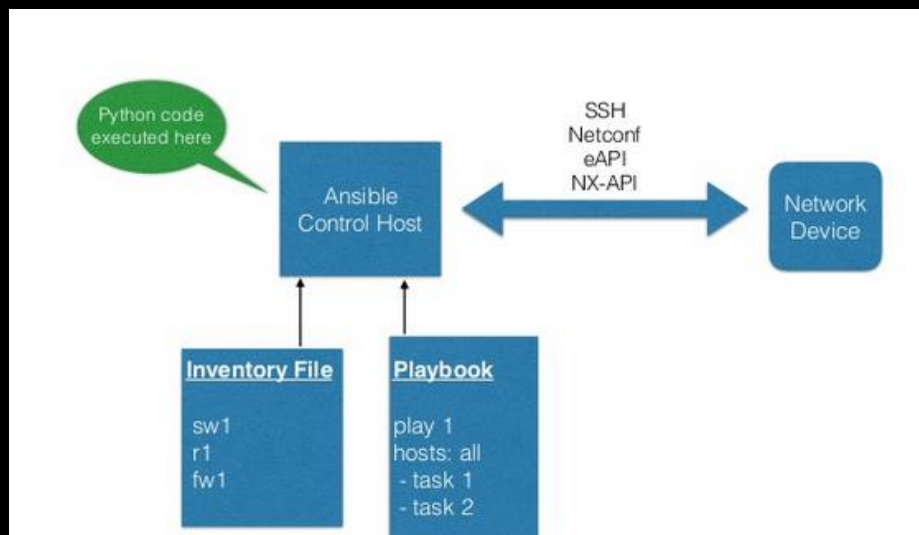 Python code
executed here
SSH
Netconf
eAPI
NX-API
Ansible
Control Host
Network
Device
Inventory File
sw1
r1
fw1
Playbook
play 1
hosts: all
- task 1
- task 2